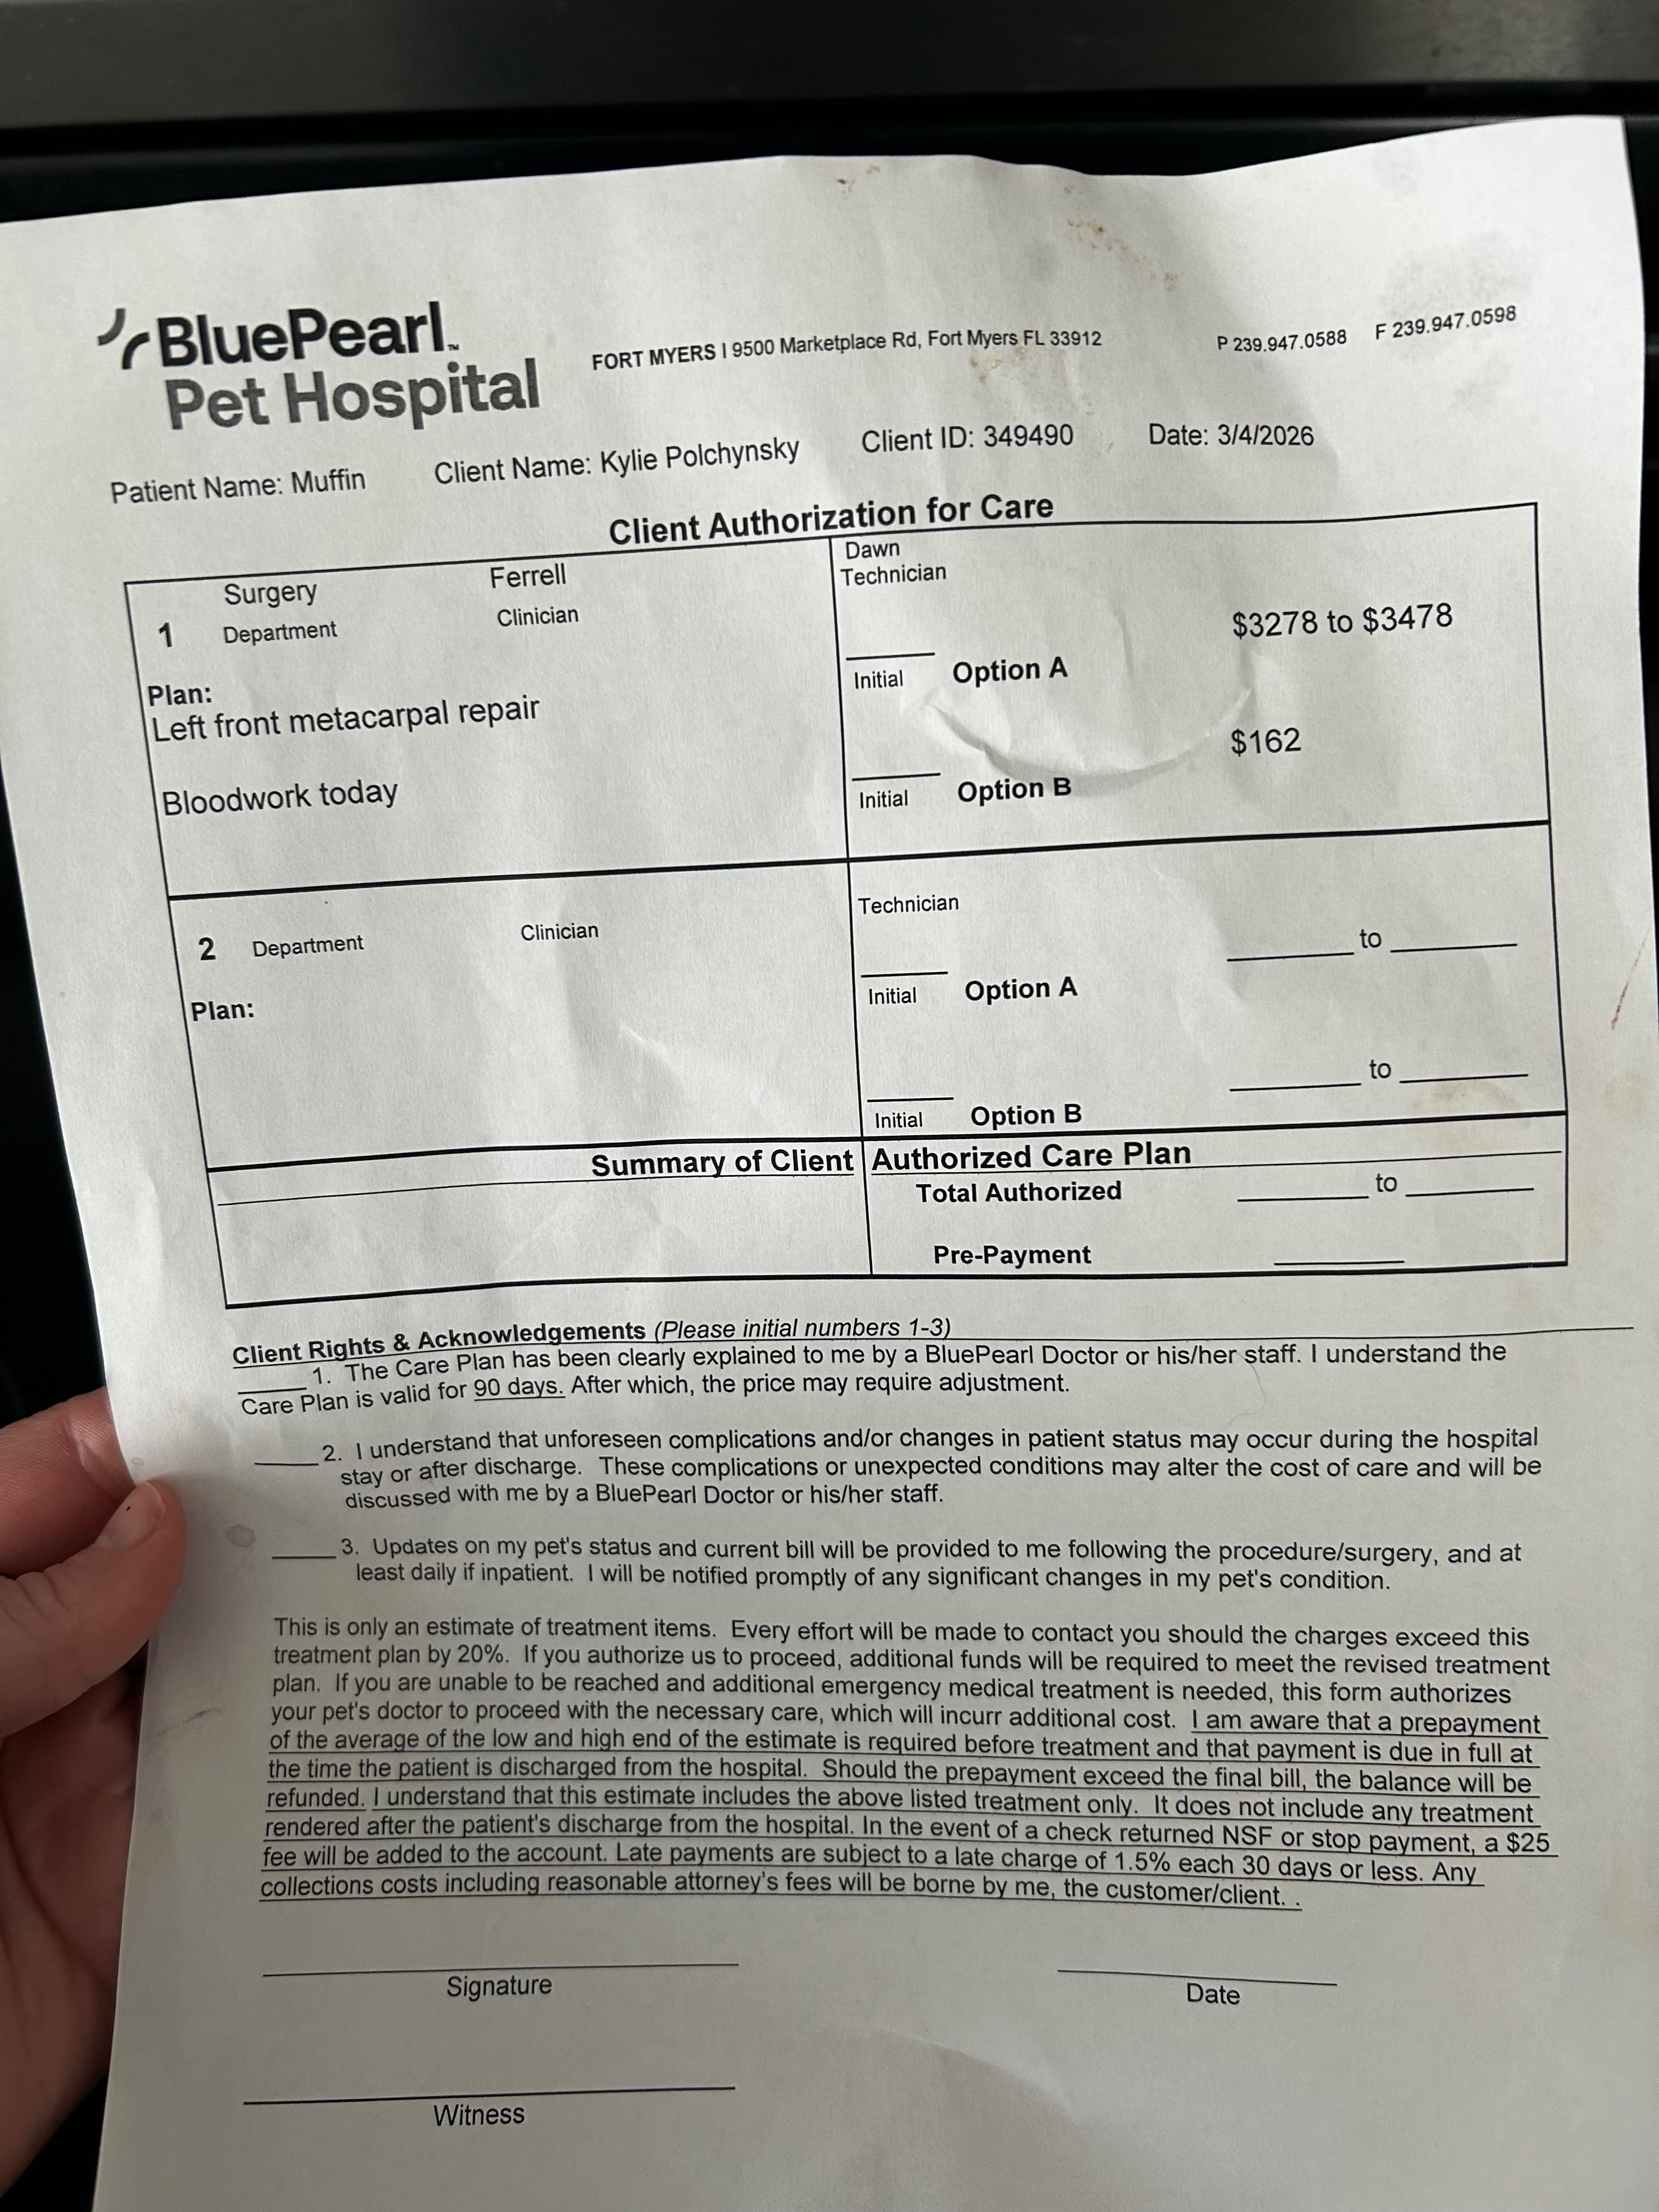 BluePearl™
Pet Hospital
FORT MYERS | 9500 Marketplace Rd, Fort Myers FL 33912 P 239.947.0588 F 239.947.0598
Patient Name: Muffin Client Name: Kylie Polchynsky Client ID: 349490 Date: 3/4/2026
Client Authorization for Care
1 Surgery Ferrell
Department Clinician
Plan:
Left front metacarpal repair
Bloodwork today
Dawn
Technician
$3278 to $3478
Initial Option A
$162
Initial Option B
2 Department Clinician
Plan:
Technician
to
Initial Option A
to
Initial Option B
Summary of Client Authorized Care Plan
Total Authorized to
Pre-Payment
Client Rights & Acknowledgements (Please initial numbers 1-3)
1. The Care Plan has been clearly explained to me by a BluePearl Doctor or his/her staff. I understand the
Care Plan is valid for 90 days. After which, the price may require adjustment.
2. I understand that unforeseen complications and/or changes in patient status may occur during the hospital
stay or after discharge. These complications or unexpected conditions may alter the cost of care and will be
discussed with me by a BluePearl Doctor or his/her staff.
3. Updates on my pet's status and current bill will be provided to me following the procedure/surgery, and at
least daily if inpatient. I will be notified promptly of any significant changes in my pet's condition.
This is only an estimate of treatment items. Every effort will be made to contact you should the charges exceed this
treatment plan by 20%. If you authorize us to proceed, additional funds will be required to meet the revised treatment
plan. If you are unable to be reached and additional emergency medical treatment is needed, this form authorizes
your pet's doctor to proceed with the necessary care, which will incurr additional cost. I am aware that a prepayment
of the average of the low and high end of the estimate is required before treatment and that payment is due in full at
the time the patient is discharged from the hospital. Should the prepayment exceed the final bill, the balance will be
refunded. I understand that this estimate includes the above listed treatment only. It does not include any treatment
rendered after the patient's discharge from the hospital. In the event of a check returned NSF or stop payment, a $25
fee will be added to the account. Late payments are subject to a late charge of 1.5% each 30 days or less. Any
collections costs including reasonable attorney's fees will be borne by me, the customer/client. .
Signature Date
Witness